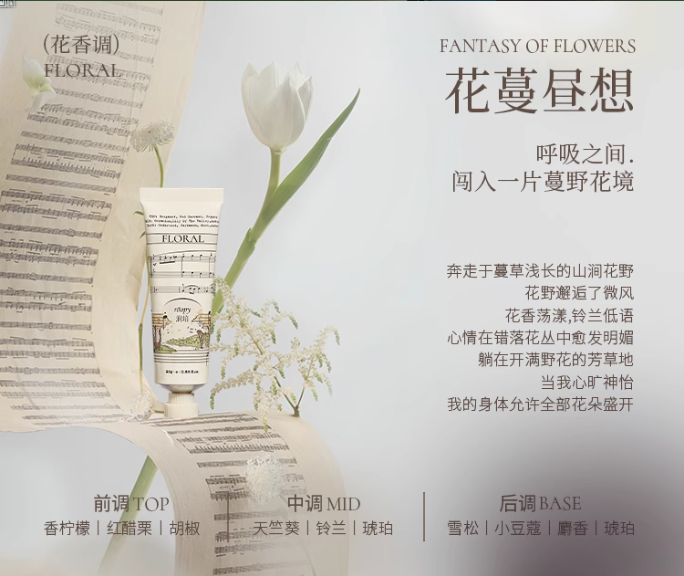 (花香调)
FLORAL
FANTASY OF FLOWERS
花蔓昼想
呼吸之间.
闯入一片蔓野花境
奔走于蔓草浅长的山涧花野
花野邂逅了微风
花香荡漾,铃兰低语
心情在错落花丛中愈发明媚
躺在开满野花的芳草地
当我心旷神怡
我的身体允许全部花朵盛开
FLORAL
前调 TOP
香柠檬 | 红醋栗 | 胡椒
中调 MID
天竺葵 | 铃兰 | 琥珀
后调 BASE
雪松 | 小豆蔻 | 麝香 | 琥珀